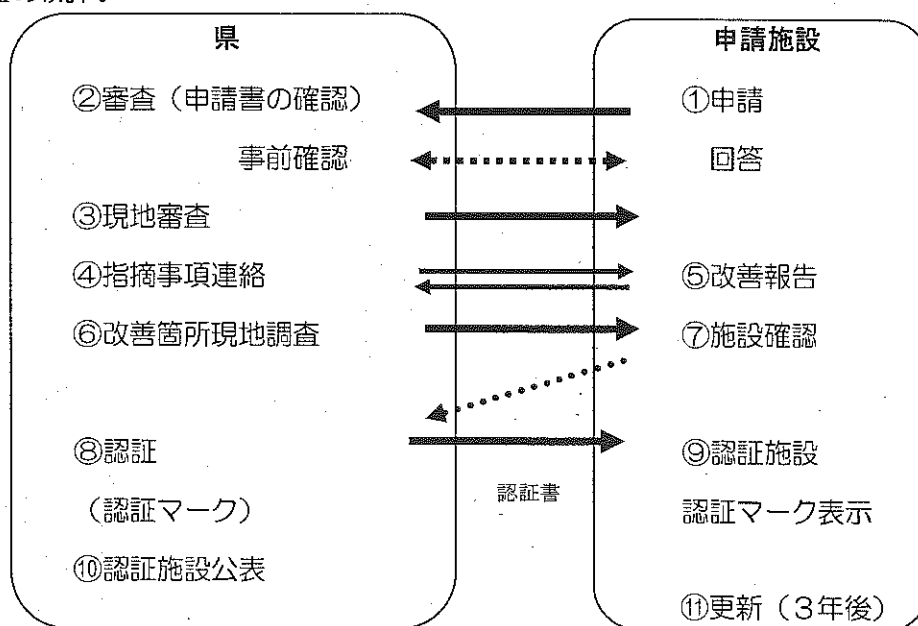 県
申請施設
②審査（申請書の確認）
①申請
事前確認
回答
③現地審査
④指摘事項連絡
⑤改善報告
⑥改善箇所現地調査
⑦施設確認
⑧認証
⑨認証施設
認証書
（認証マーク）
認証マーク表示
⑩認証施設公表
⑪更新（３年後）